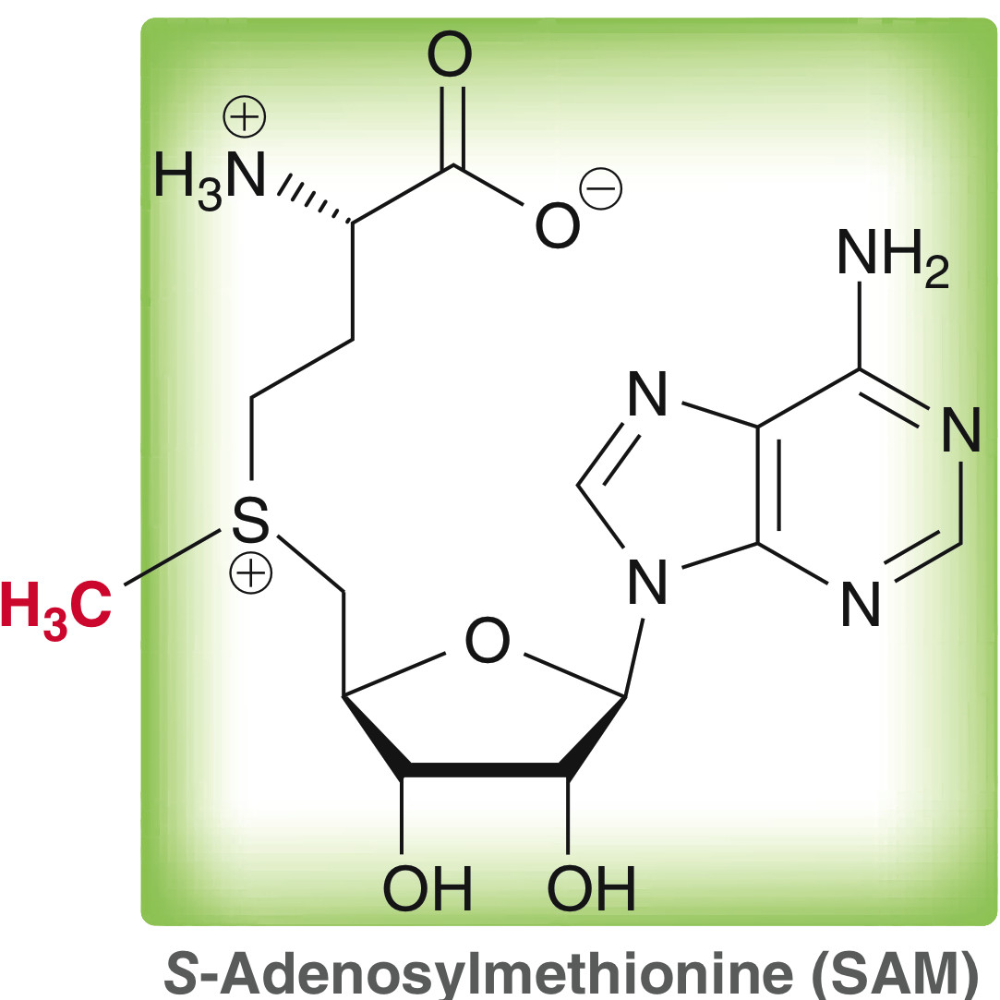 O
⊕
H₃N
O
⊖
NH₂
N
N
S
⊕
H₃C
N
N
O
OH OH
S-Adenosylmethionine (SAM)